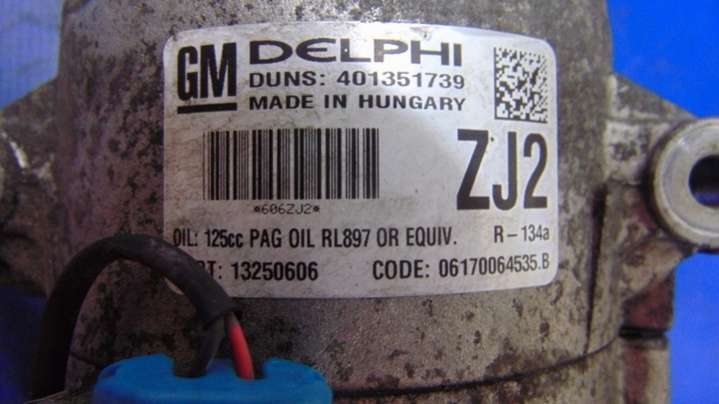 GM DELPHI
DUNS: 401351739
MADE IN HUNGARY
ZJ2
*606ZJ2*
OIL: 125cc PAG OIL RL897 OR EQUIV. R-134a
13250606 CODE: 06170064535.B